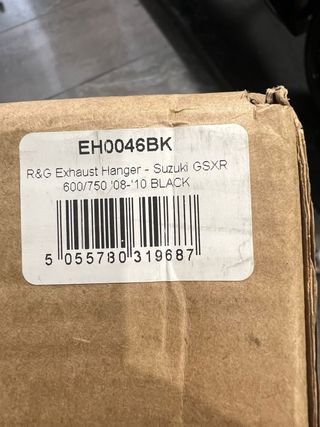 EH0046BK
R&G Exhaust Hanger - Suzuki GSXR
600/750 '08-'10 BLACK
5 055780 319687